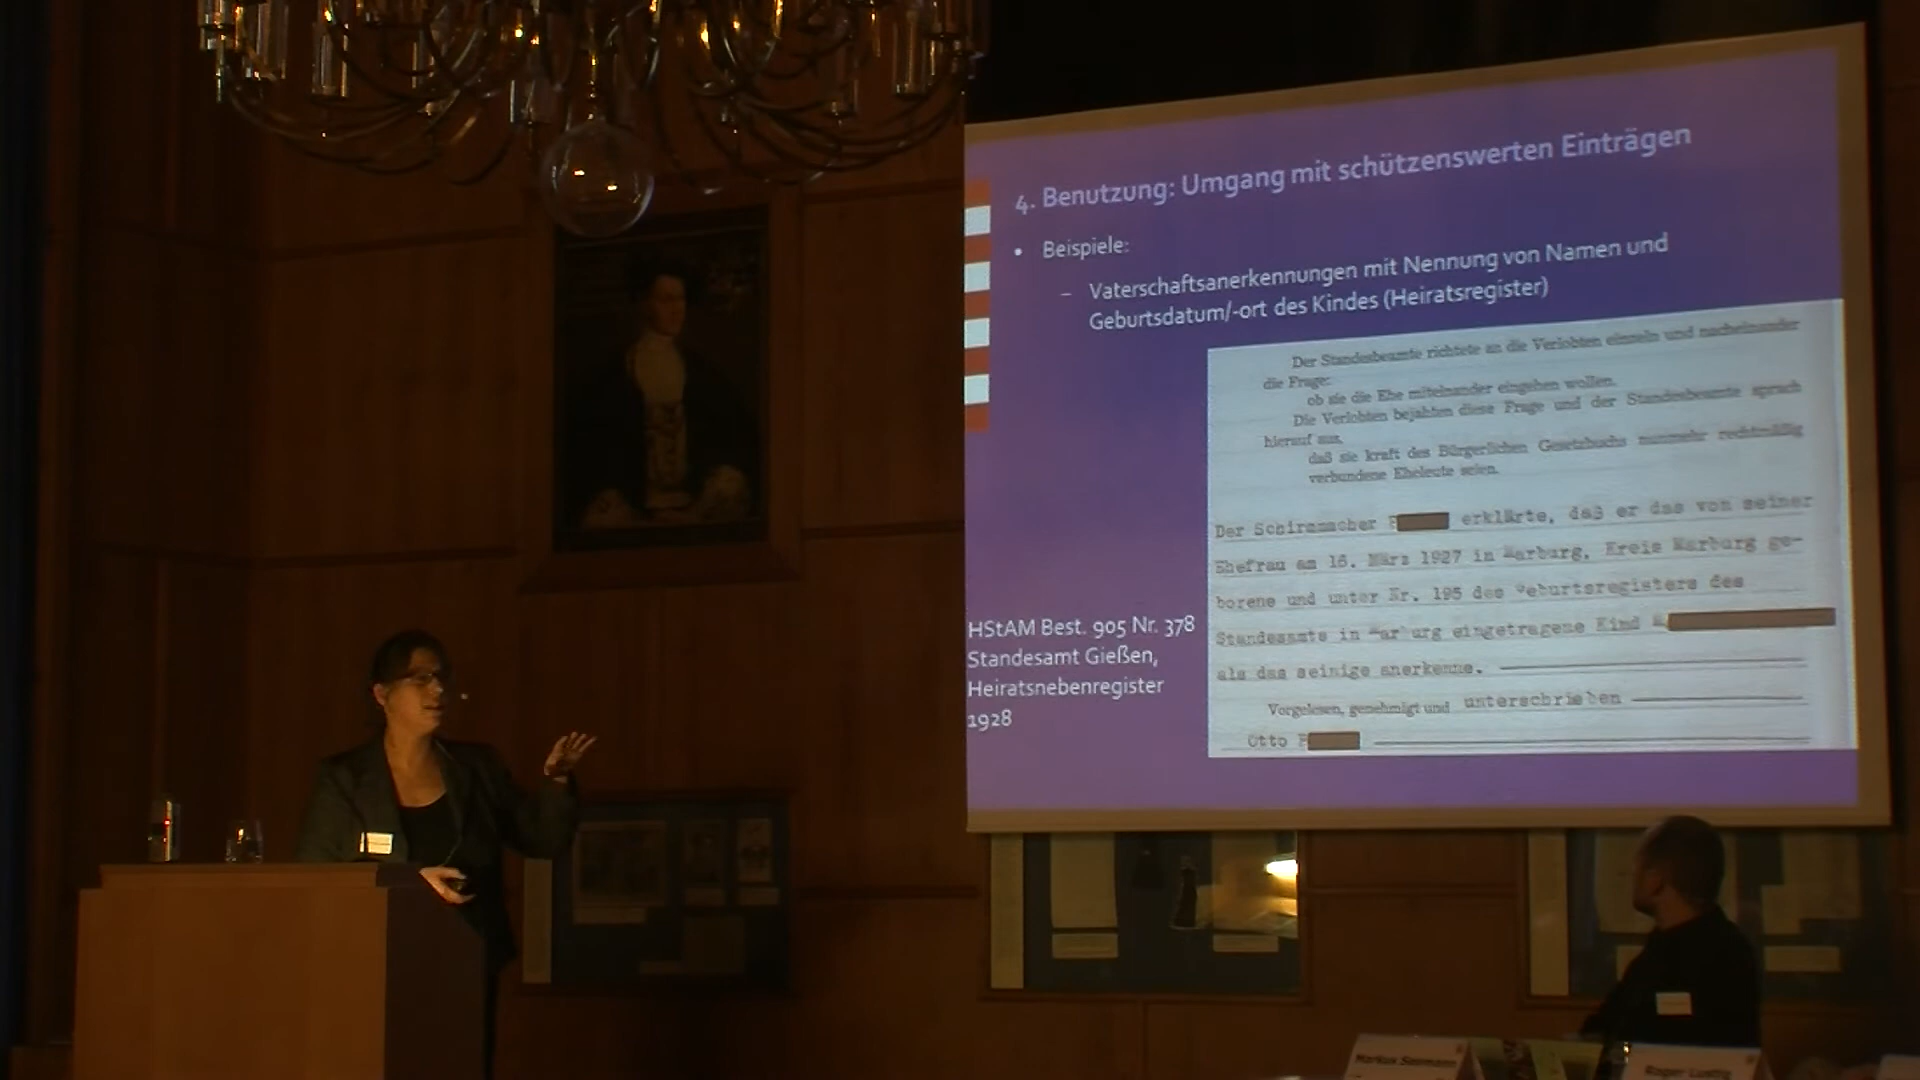 4. Benutzung: Umgang mit schützenswerten Einträgen
• Beispiele:
– Vaterschaftsanerkennungen mit Nennung von Namen und
Geburtsdatum/-ort des Kindes (Heiratsregister)
Der Standesbeamte richtete an die Verlobten einzeln und nacheinander
die Frage:
ob sie die Ehe miteinander eingehen wollen.
Die Verlobten bejahten diese Frage und der Standesbeamte sprach
hierauf aus,
daß sie kraft des Bürgerlichen Gesetzbuchs nunmehr rechtmäßig
verbundene Eheleute seien.
Der Schirmmacher erklärte, daß er das von seiner
Ehefrau am 16. März 1927 in Marburg, Kreis Marburg ge-
borene und unter Nr. 195 des Geburtsregisters des
Standesamts in Marburg eingetragene Kind
als das seinige anerkenne.
Vorgelesen, genehmigt und unterschrieben
Otto
HStAM Best. 905 Nr. 378
Standesamt Gießen,
Heiratsnebenregister
1928
Markus Seemann
Roger Lustig